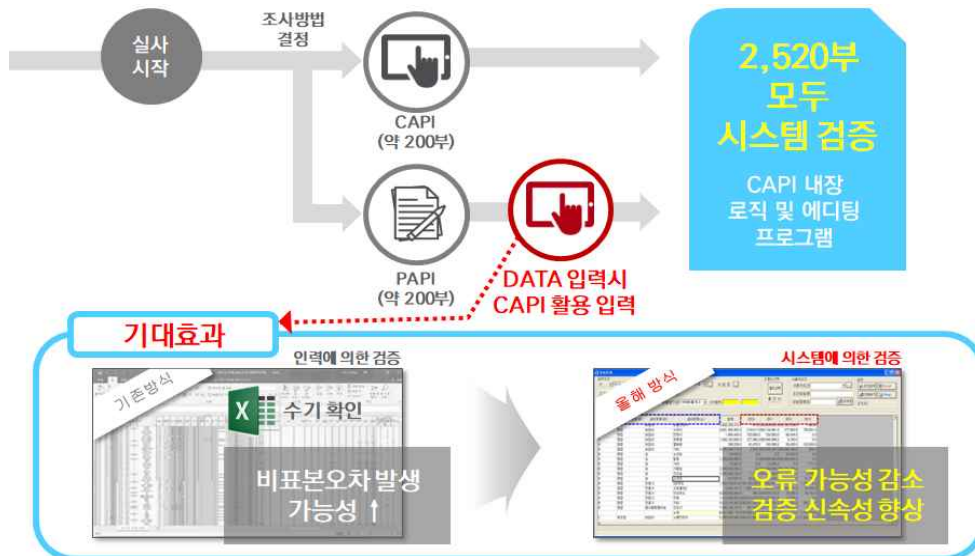 실사
시작
조사방법
결정
CAPI
(약 200부)
PAPI
(약 200부)
DATA 입력시
CAPI 활용 입력
2,520부
모두
시스템 검증
CAPI 내장
로직 및 에디팅
프로그램
기대효과
인력에 의한 검증
기존방식
수기 확인
비표본오차 발생
가능성 ↑
시스템에 의한 검증
올해 방식
오류 가능성 감소
검증 신속성 향상